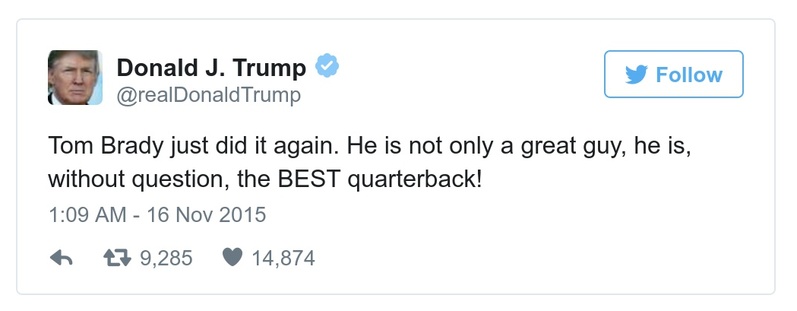 Donald J. Trump
@realDonaldTrump
Follow
Tom Brady just did it again. He is not only a great guy, he is,
without question, the BEST quarterback!
1:09 AM - 16 Nov 2015
9,285 14,874